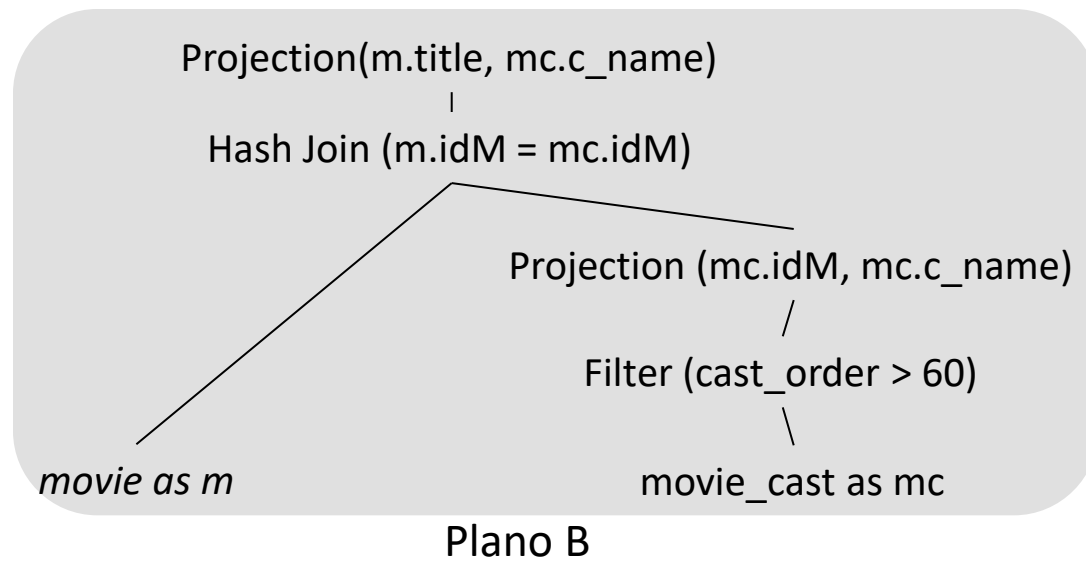 Projection(m.title, mc.c_name)
Hash Join (m.idM = mc.idM)
Projection (mc.idM, mc.c_name)
Filter (cast_order > 60)
movie as m
movie_cast as mc
Plano B